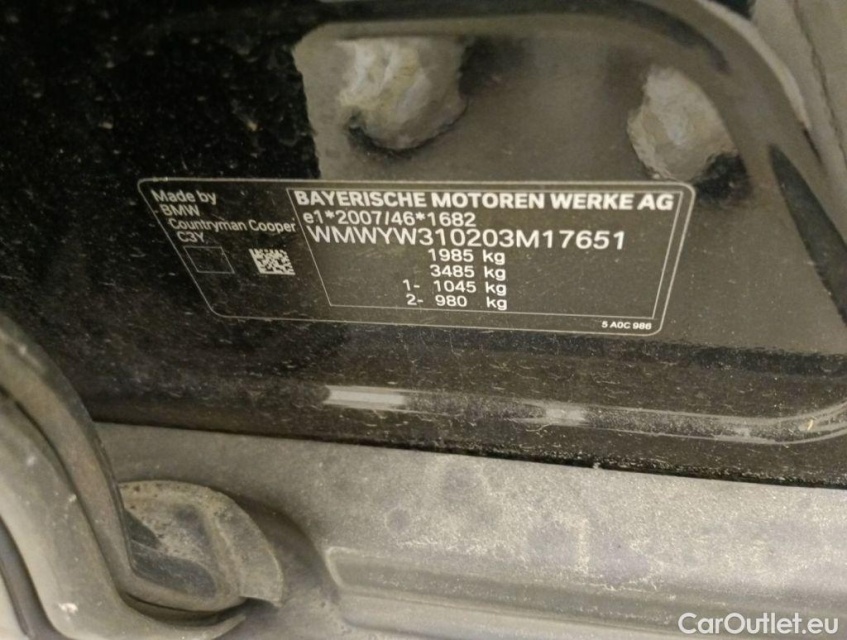 Made by
BMW
Countryman Cooper
C3Y
BAYERISCHE MOTOREN WERKE AG
e1*2007/46*1682
WMWYW310203M17651
1985 kg
3485 kg
1- 1045 kg
2- 980 kg
5 A0C 986
CarOutlet.eu